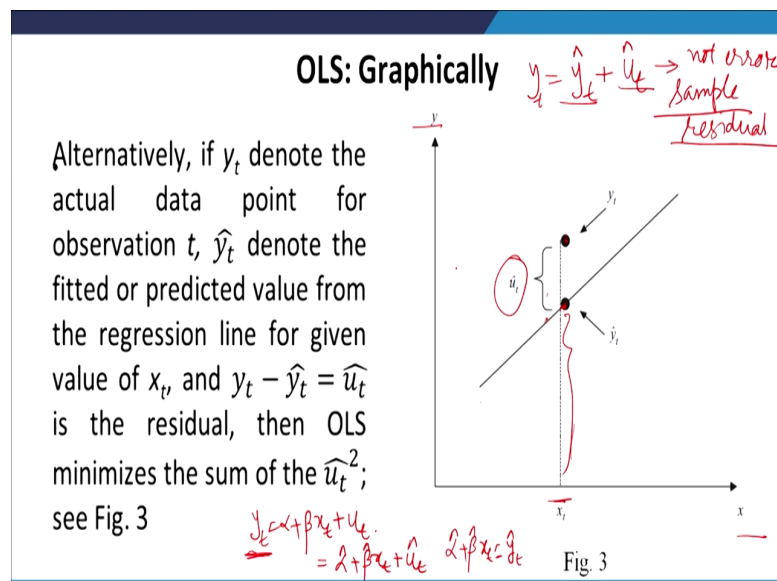 OLS: Graphically
y_t = ŷ_t + û_t → not error
sample
residual
Alternatively, if y_t denote the
actual data point for
observation t, ŷ_t denote the
fitted or predicted value from
the regression line for given
value of x_t, and y_t − ŷ_t = û_t
is the residual, then OLS
minimizes the sum of the û_t²;
see Fig. 3
y
y_t
û_t
ŷ_t
x_t
x
Fig. 3
y_t = α + βx_t + u_t.
= α̂ + β̂x_t + û_t α̂ + β̂x_t = ŷ_t